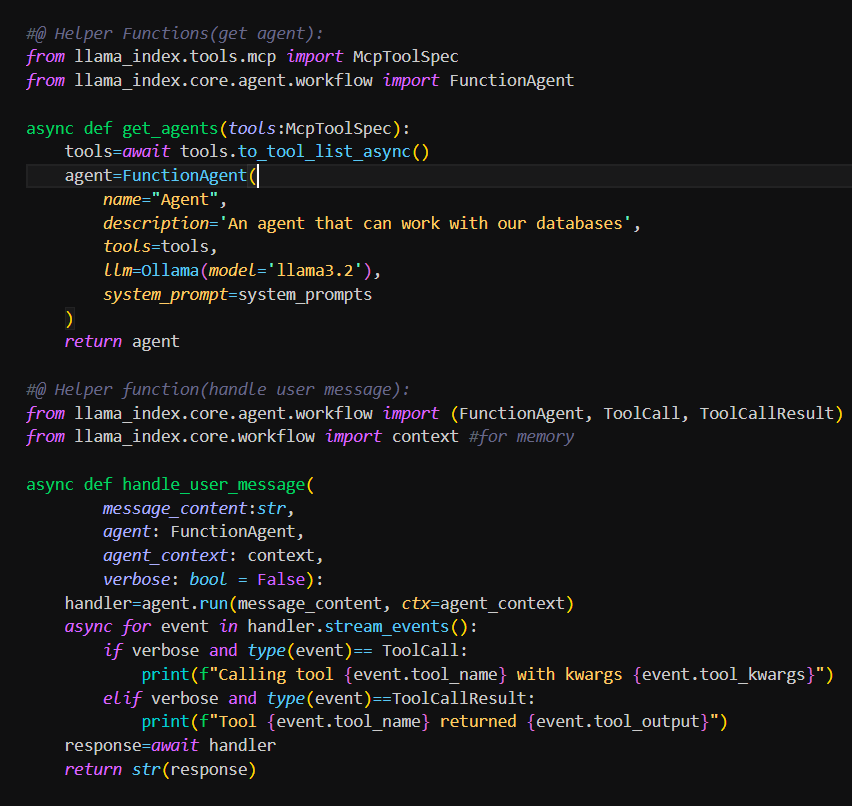 #@ Helper Functions(get agent):
from llama_index.tools.mcp import McpToolSpec
from llama_index.core.agent.workflow import FunctionAgent

async def get_agents(tools:McpToolSpec):
    tools=await tools.to_tool_list_async()
    agent=FunctionAgent(
        name="Agent",
        description='An agent that can work with our databases',
        tools=tools,
        llm=Ollama(model='llama3.2'),
        system_prompt=system_prompts
    )
    return agent

#@ Helper function(handle user message):
from llama_index.core.agent.workflow import (FunctionAgent, ToolCall, ToolCallResult)
from llama_index.core.workflow import context #for memory

async def handle_user_message(
        message_content:str,
        agent: FunctionAgent,
        agent_context: context,
        verbose: bool = False):
    handler=agent.run(message_content, ctx=agent_context)
    async for event in handler.stream_events():
        if verbose and type(event)== ToolCall:
            print(f"Calling tool {event.tool_name} with kwargs {event.tool_kwargs}")
        elif verbose and type(event)==ToolCallResult:
            print(f"Tool {event.tool_name} returned {event.tool_output}")
    response=await handler
    return str(response)